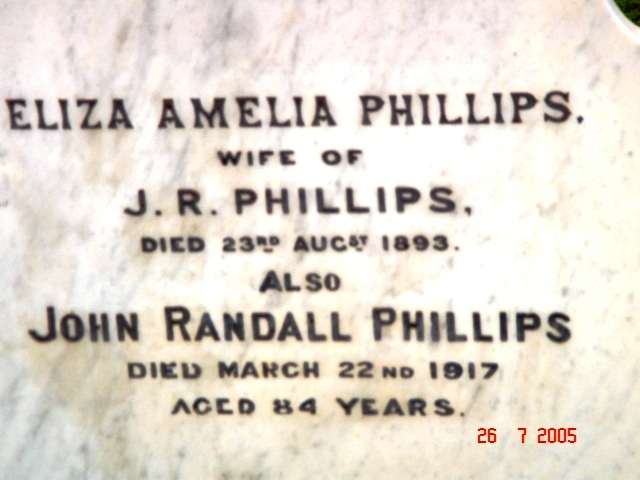 ELIZA AMELIA PHILLIPS.
WIFE OF
J. R. PHILLIPS,
DIED 23RD AUGST 1893.
ALSO
JOHN RANDALL PHILLIPS
DIED MARCH 22ND 1917
AGED 84 YEARS.
26 7 2005